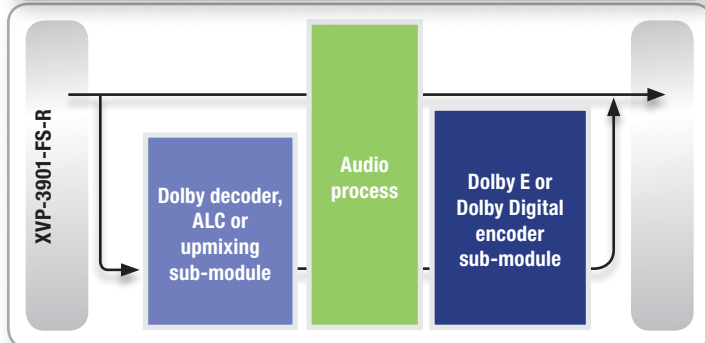 XVP-3901-FS-R
Dolby decoder,
ALC or
upmixing
sub-module
Audio
process
Dolby E or
Dolby Digital
encoder
sub-module